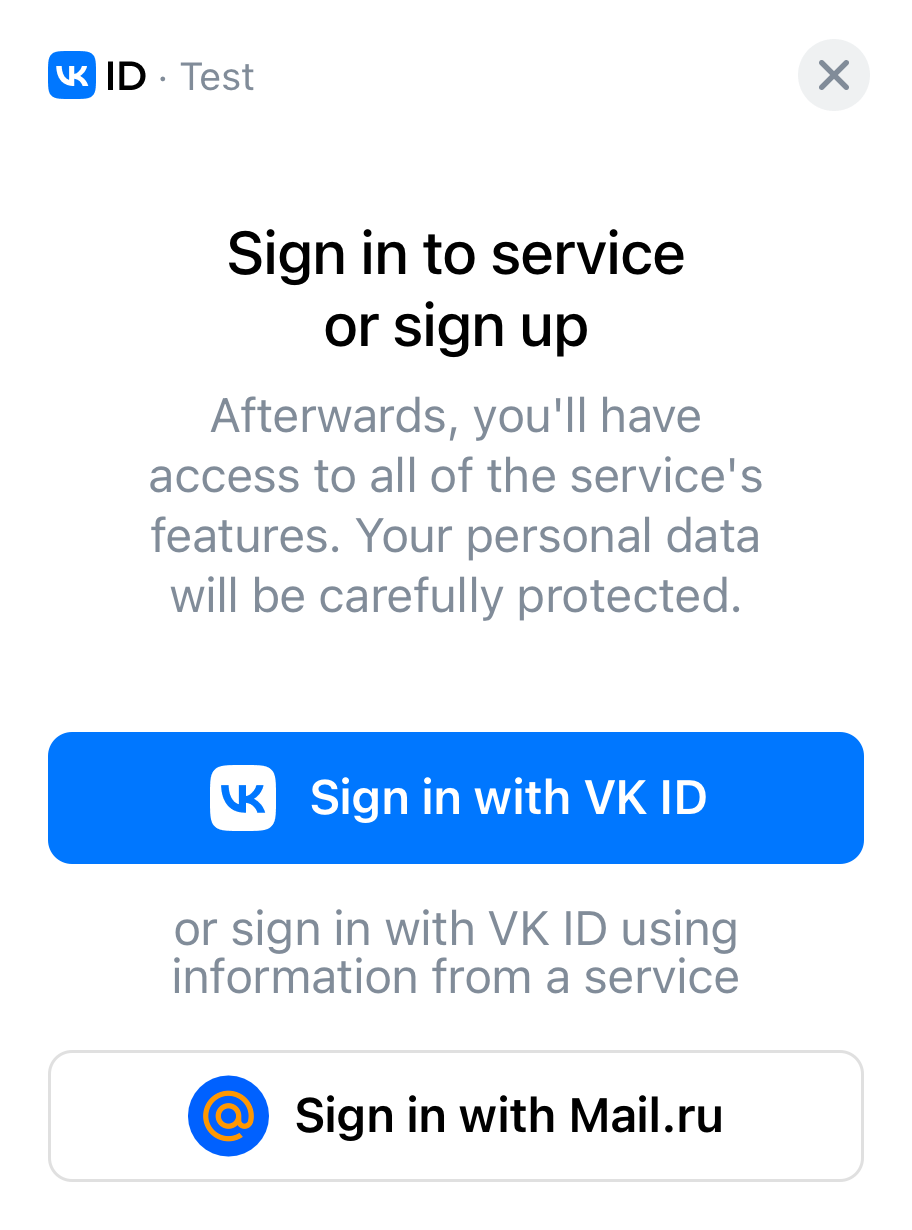 VK ID · Test
Sign in to service
or sign up
Afterwards, you'll have
access to all of the service's
features. Your personal data
will be carefully protected.
VK Sign in with VK ID
or sign in with VK ID using
information from a service
@ Sign in with Mail.ru